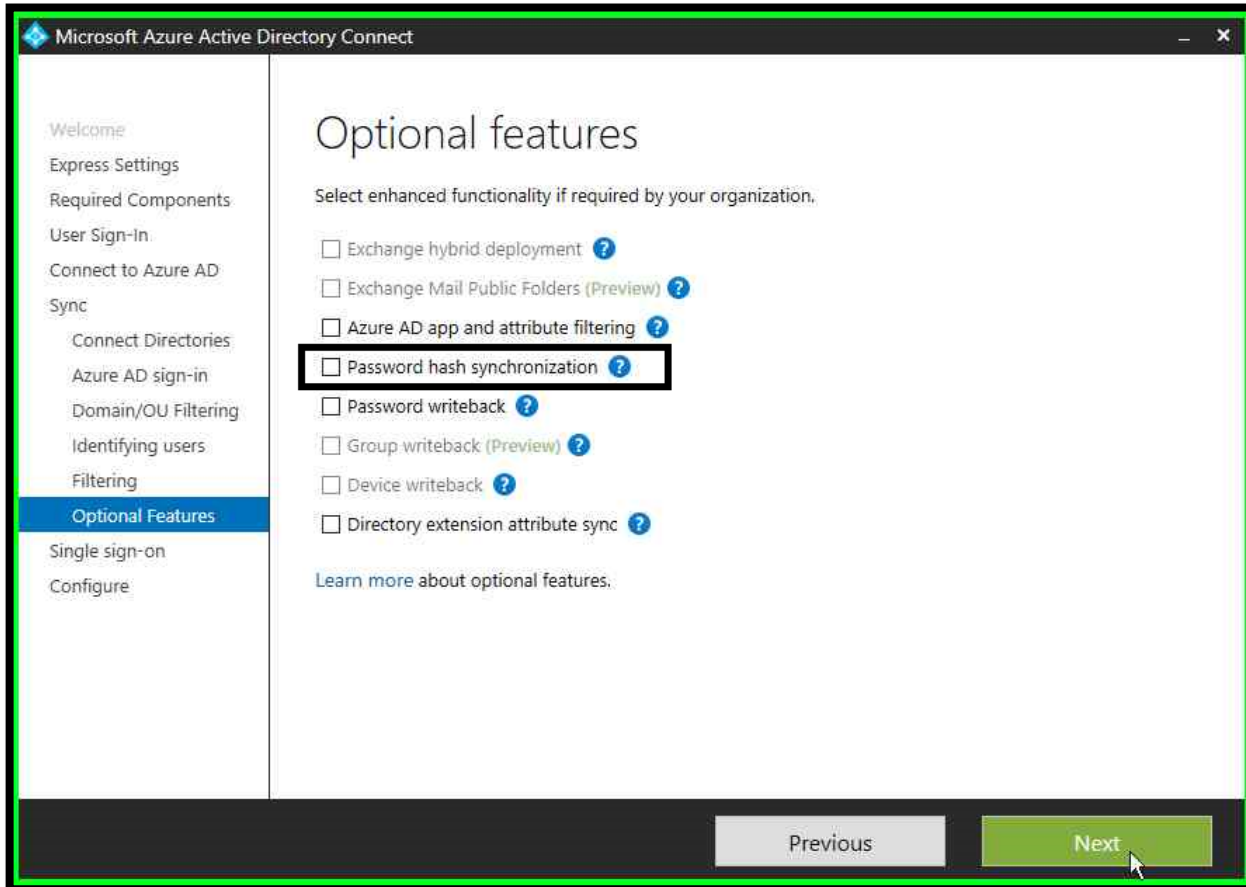 Microsoft Azure Active Directory Connect
Welcome
Express Settings
Required Components
User Sign-In
Connect to Azure AD
Sync
Connect Directories
Azure AD sign-in
Domain/OU Filtering
Identifying users
Filtering
Optional Features
Single sign-on
Configure
Optional features
Select enhanced functionality if required by your organization.
Exchange hybrid deployment ?
Exchange Mail Public Folders (Preview) ?
Azure AD app and attribute filtering ?
Password hash synchronization ?
Password writeback ?
Group writeback (Preview) ?
Device writeback ?
Directory extension attribute sync ?
Learn more about optional features.
Previous
Next